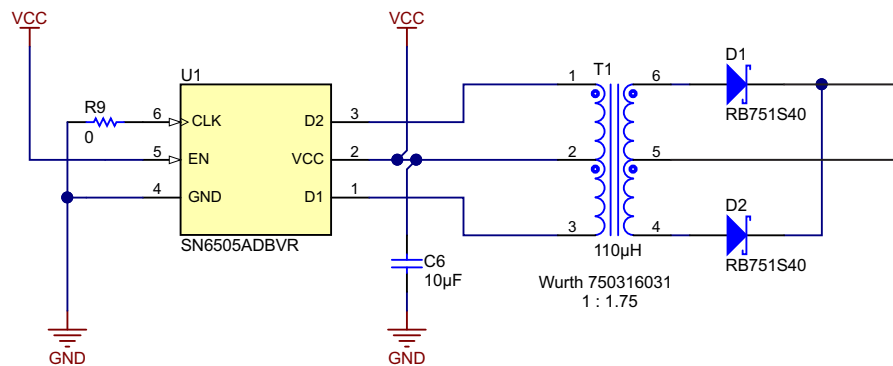 VCC
VCC
U1
R9
0
6
CLK
D2
3
5
EN
VCC
2
4
GND
D1
1
SN6505ADBVR
C6
10µF
GND
GND
T1
1
6
2
5
3
4
110µH
Wurth 750316031
1 : 1.75
D1
RB751S40
D2
RB751S40